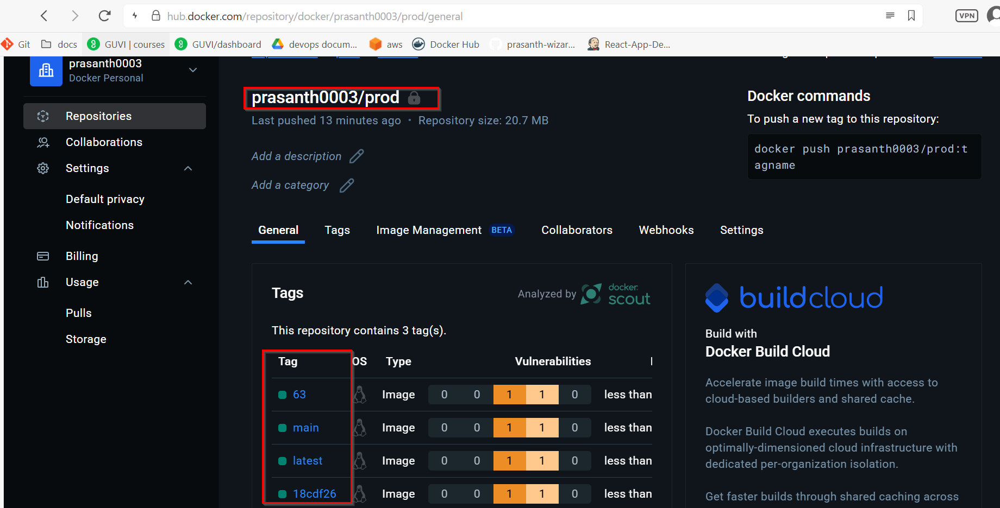 hub.docker.com/repository/docker/prasanth0003/prod/general
VPN
Git
docs
GUVI | courses
GUVI/dashboard
devops docum...
aws
Docker Hub
prasanth-wizar...
React-App-De...
prasanth0003
Docker Personal
Repositories
Collaborations
Settings
Default privacy
Notifications
Billing
Usage
Pulls
Storage
prasanth0003/prod
Last pushed 13 minutes ago • Repository size: 20.7 MB
Add a description
Add a category
Docker commands
To push a new tag to this repository:
docker push prasanth0003/prod:t
agname
General Tags Image Management BETA Collaborators Webhooks Settings
Tags
Analyzed by docker scout
This repository contains 3 tag(s).
Tag OS Type Vulnerabilities
63 Image 0 0 1 1 0 less than
main Image 0 0 1 1 0 less than
latest Image 0 0 1 1 0 less than
18cdf26 Image 0 0 1 1 0 less than
buildcloud
Build with
Docker Build Cloud
Accelerate image build times with access to
cloud-based builders and shared cache.
Docker Build Cloud executes builds on
optimally-dimensioned cloud infrastructure with
dedicated per-organization isolation.
Get faster builds through shared caching across